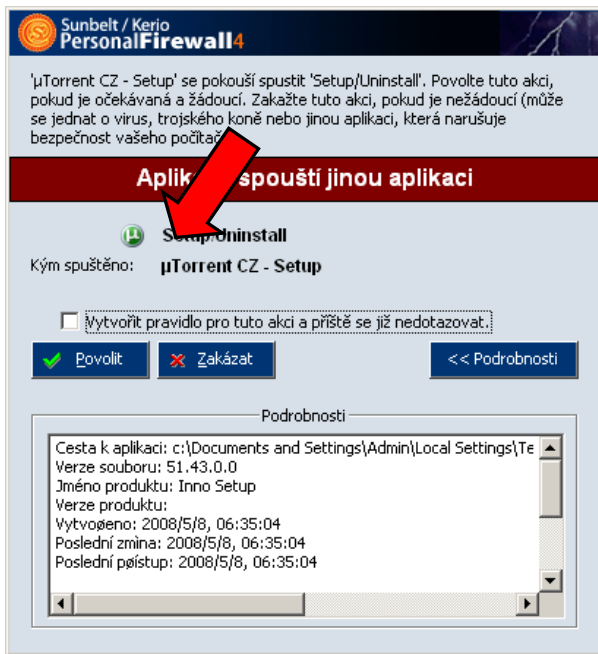 Sunbelt / Kerio
PersonalFirewall4
'µTorrent CZ - Setup' se pokouší spustit 'Setup/Uninstall'. Povolte tuto akci,
pokud je očekávaná a žádoucí. Zakažte tuto akci, pokud je nežádoucí (může
se jednat o virus, trojského koně nebo jinou aplikaci, která narušuje
bezpečnost vašeho
spouští jinou aplikaci
Setup/Uninstall
Kým spuštěno: µTorrent CZ - Setup
Vytvořit pravidlo pro tuto akci a příště se již nedotazovat.
Povolit Zakázat << Podrobnosti
Podrobnosti
Cesta k aplikaci: c:\Documents and Settings\Admin\Local Settings\Te
Verze souboru: 51.43.0.0
Jméno produktu: Inno Setup
Verze produktu:
Vytvoøeno: 2008/5/8, 06:35:04
Poslední zmìna: 2008/5/8, 06:35:04
Poslední pøístup: 2008/5/8, 06:35:04